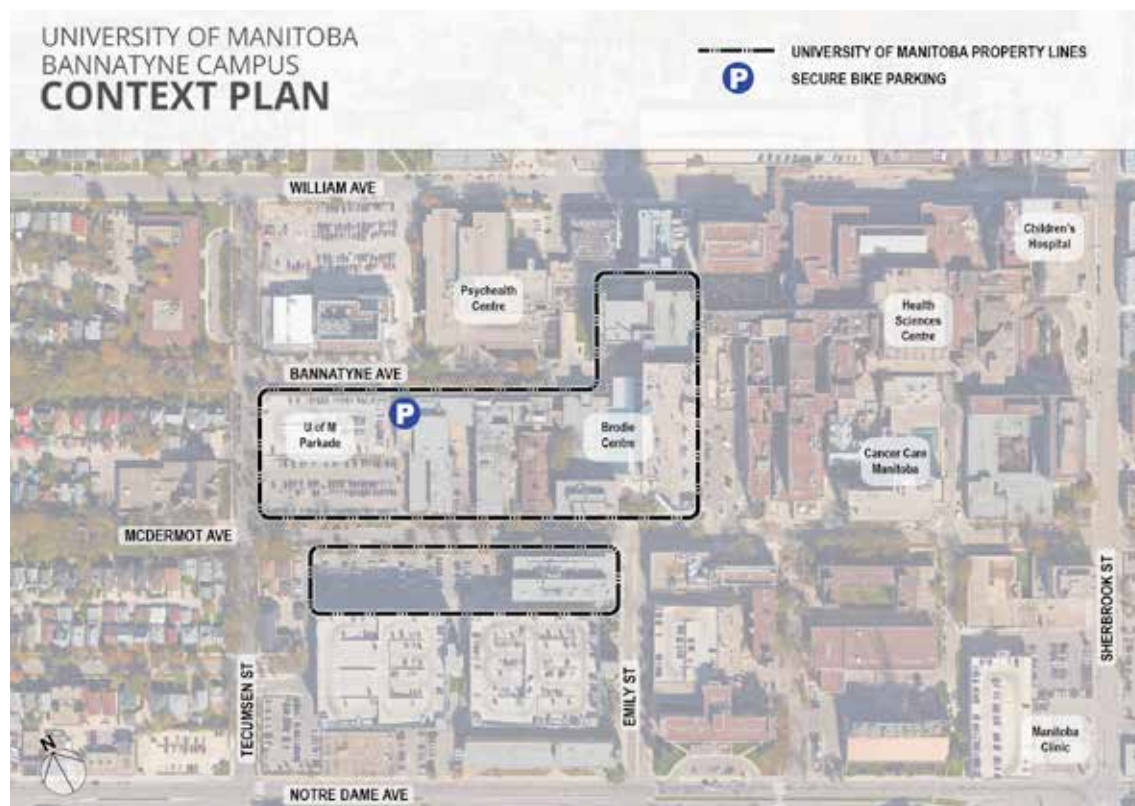 UNIVERSITY OF MANITOBA
BANNATYNE CAMPUS
CONTEXT PLAN
UNIVERSITY OF MANITOBA PROPERTY LINES
P
SECURE BIKE PARKING
WILLIAM AVE
Children's
Hospital
Psychealth
Centre
Health
Sciences
Centre
BANNATYNE AVE
P
U of M
Parkade
Brodie
Centre
Cancer Care
Manitoba
MCDERMOT AVE
SHERBROOK ST
TECUMSEN ST
EMILY ST
Manitoba
Clinic
N
NOTRE DAME AVE